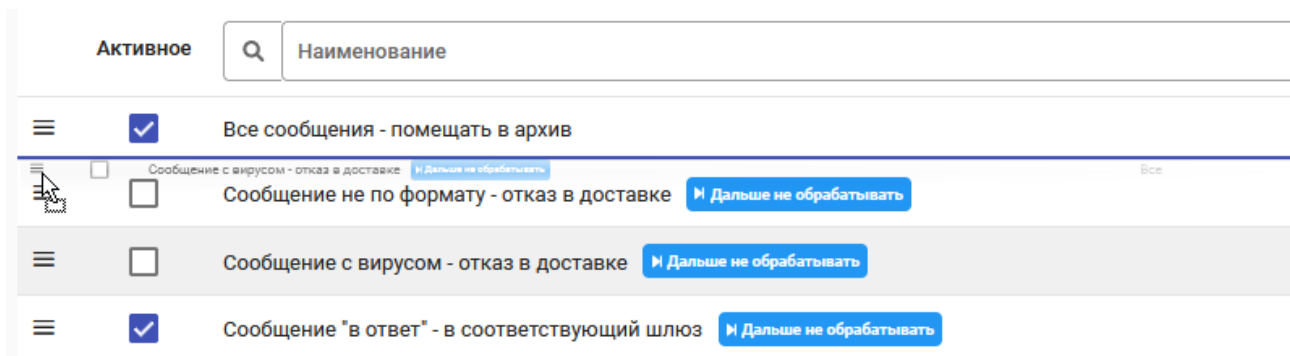 Активное Наименование
Все сообщения - помещать в архив
Сообщение с вирусом - отказ в доставке Дальше не обрабатывать Все
Сообщение не по формату - отказ в доставке Дальше не обрабатывать
Сообщение с вирусом - отказ в доставке Дальше не обрабатывать
Сообщение "в ответ" - в соответствующий шлюз Дальше не обрабатывать